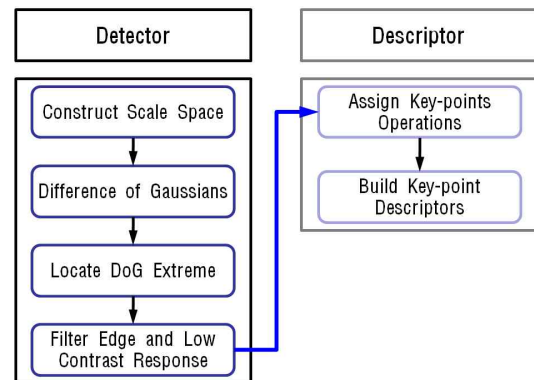 Detector
Construct Scale Space
Difference of Gaussians
Locate DoG Extreme
Filter Edge and Low
Contrast Response
Descriptor
Assign Key-points
Operations
Build Key-point
Descriptors